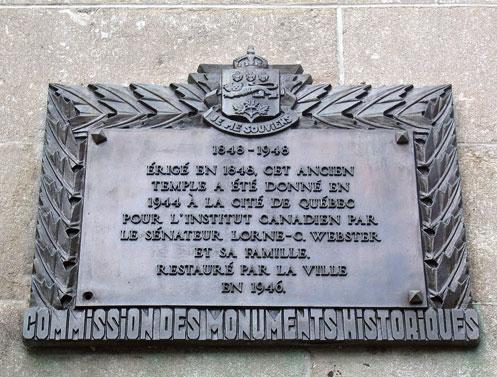 JE ME SOUVIENS
1848-1948
ÉRIGÉ EN 1848, CET ANCIEN
TEMPLE A ÉTÉ DONNÉ EN
1944 À LA CITÉ DE QUÉBEC
POUR L'INSTITUT CANADIEN PAR
LE SÉNATEUR LORNE-C. WEBSTER
ET SA FAMILLE.
RESTAURÉ PAR LA VILLE
EN 1946.
COMMISSION DES MONUMENTS HISTORIQUES